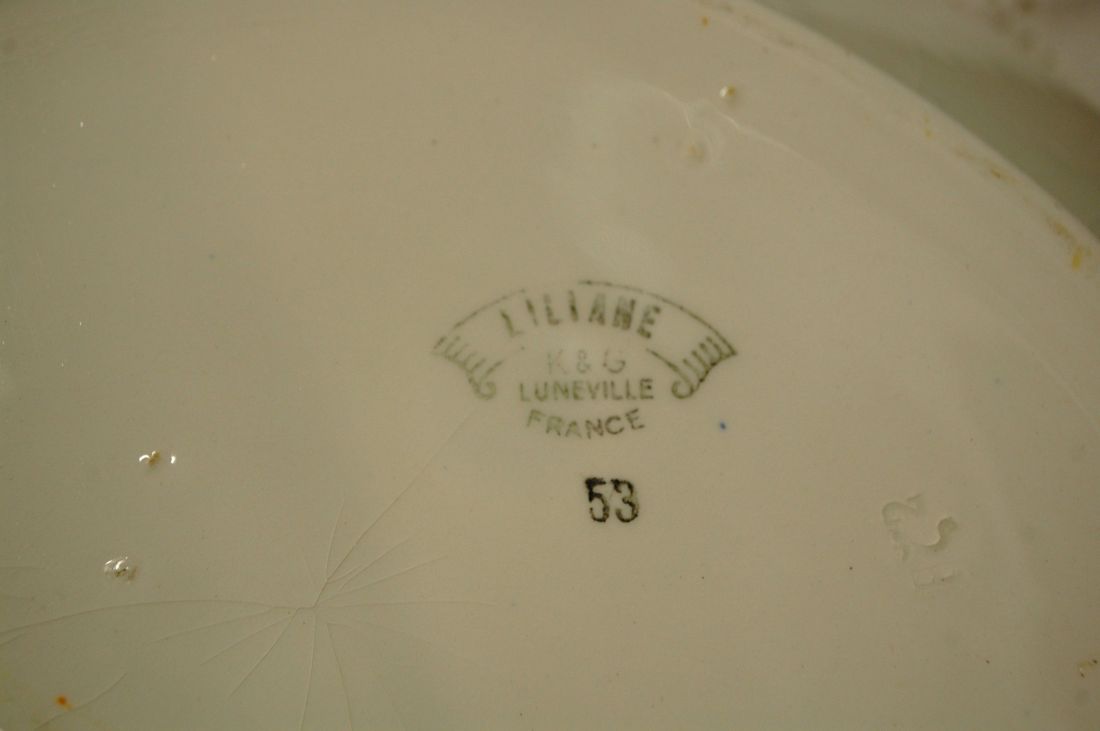 LILIANE
K & G
LUNEVILLE
FRANCE
53